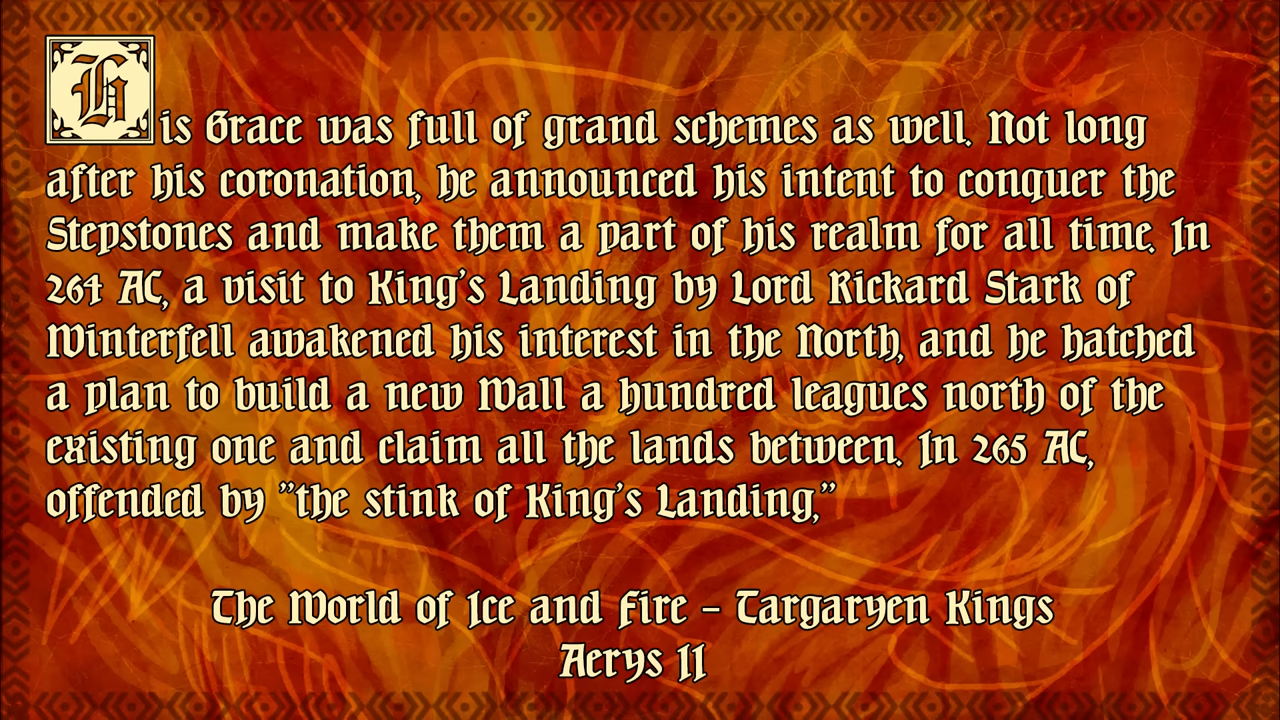 His Grace was full of grand schemes as well. Not long
after his coronation, he announced his intent to conquer the
Stepstones and make them a part of his realm for all time. In
264 AC, a visit to King's Landing by Lord Rickard Stark of
Winterfell awakened his interest in the North, and he hatched
a plan to build a new Wall a hundred leagues north of the
existing one and claim all the lands between. In 265 AC,
offended by "the stink of King's Landing,"
The World of Ice and Fire - Targaryen Kings
Aerys II